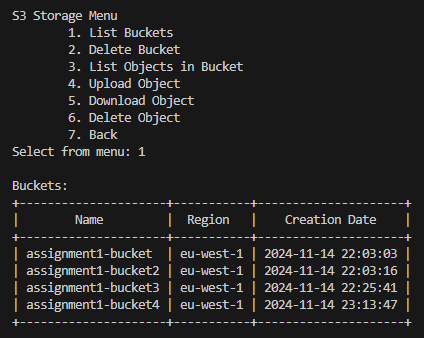 S3 Storage Menu
1. List Buckets
2. Delete Bucket
3. List Objects in Bucket
4. Upload Object
5. Download Object
6. Delete Object
7. Back
Select from menu: 1
Buckets:
+----------------------+-----------+---------------------+
| Name | Region | Creation Date |
+----------------------+-----------+---------------------+
| assignment1-bucket | eu-west-1 | 2024-11-14 22:03:03 |
| assignment1-bucket2 | eu-west-1 | 2024-11-14 22:03:16 |
| assignment1-bucket3 | eu-west-1 | 2024-11-14 22:25:41 |
| assignment1-bucket4 | eu-west-1 | 2024-11-14 23:13:47 |
+----------------------+-----------+---------------------+